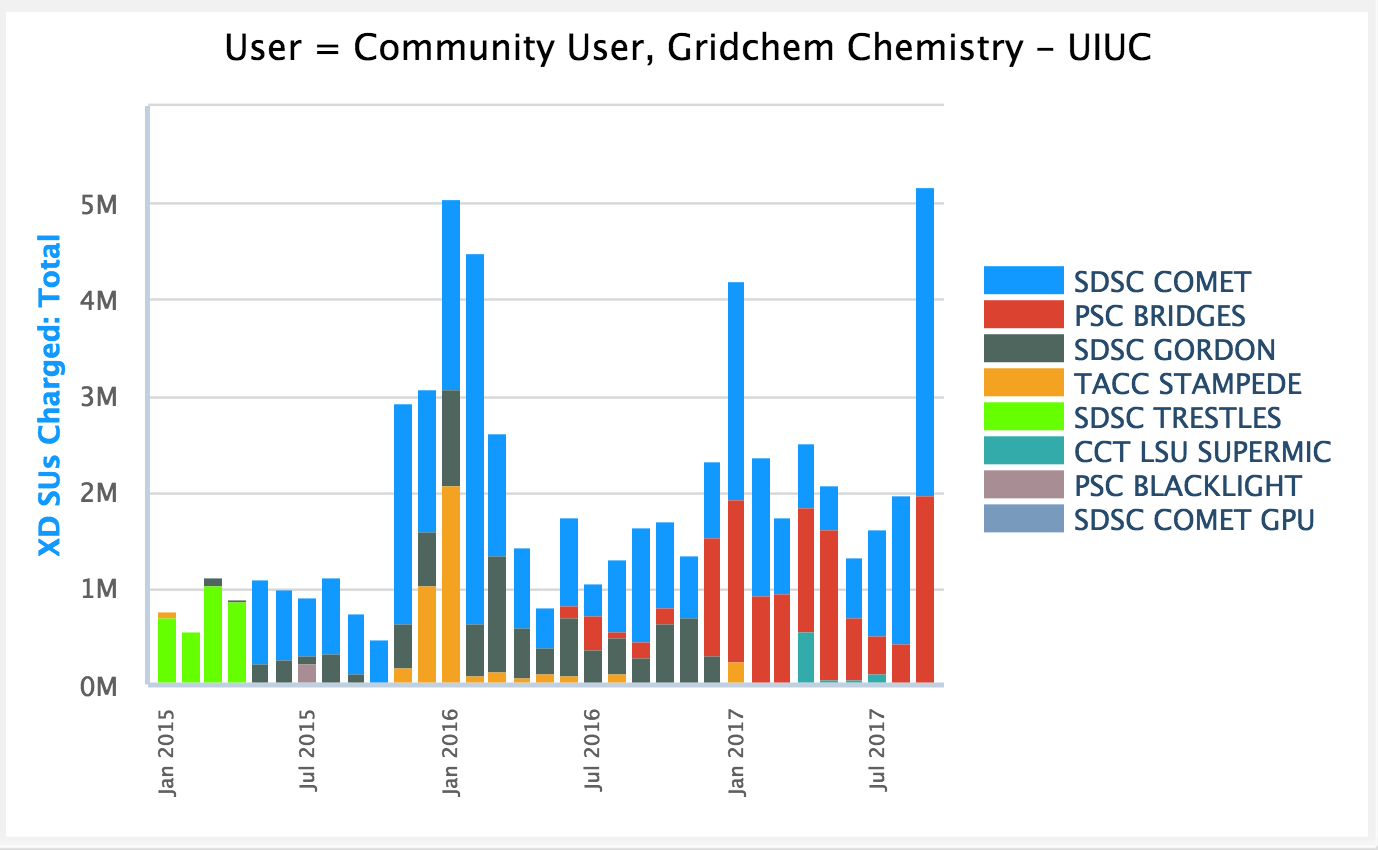 User = Community User, Gridchem Chemistry – UIUC
XD SUs Charged: Total
5M
4M
3M
2M
1M
0M
Jan 2015
Jul 2015
Jan 2016
Jul 2016
Jan 2017
Jul 2017
SDSC COMET
PSC BRIDGES
SDSC GORDON
TACC STAMPEDE
SDSC TRESTLES
CCT LSU SUPERMIC
PSC BLACKLIGHT
SDSC COMET GPU